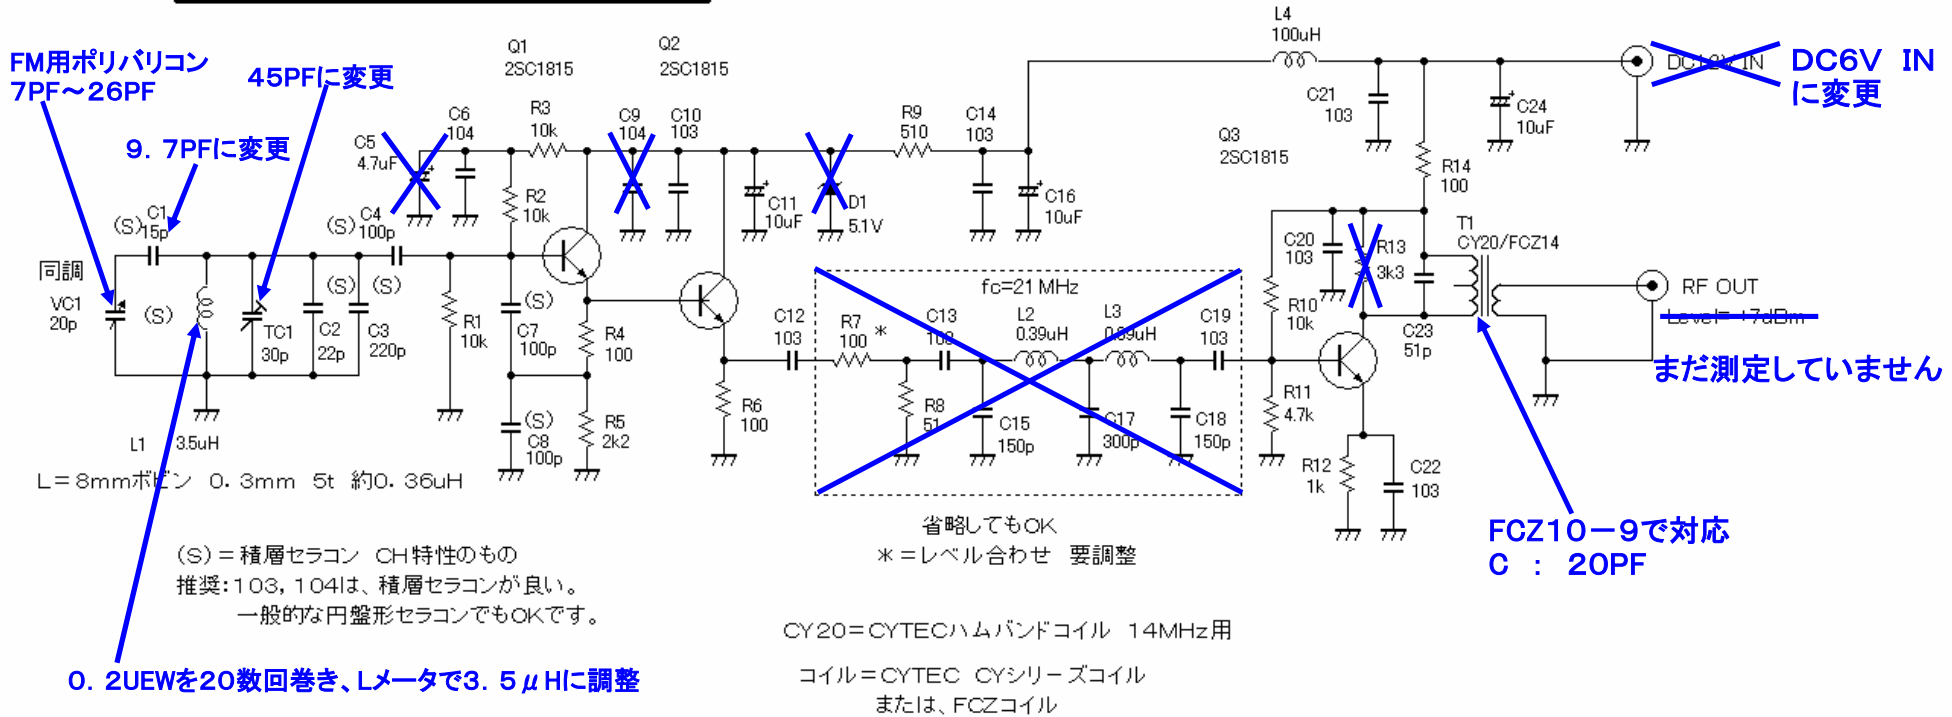 FM用ポリバリコン
7PF～26PF
45PFに変更
9．7PFに変更
Q1
2SC1815
Q2
2SC1815
L4
100uH
DC12V IN
DC6V IN
に変更
C5
4.7uF
C6
104
R3
10k
C9
104
C10
103
R9
510
C14
103
C21
103
C24
10uF
Q3
2SC1815
R14
100
R2
10k
C11
10uF
D1
5.1V
C16
10uF
(S)
C1
15p
(S)
C4
100p
同調
VC1
20p
(S)
(S)
(S)
TC1
30p
C2
22p
C3
220p
R1
10k
(S)
C7
100p
R4
100
(S)
C8
100p
R5
2k2
C12
103
R6
100
fc=21MHz
R7
100
*
C13
103
L2
0.39uH
L3
0.39uH
C19
103
R8
51
C15
150p
C17
300p
C18
150p
C20
103
R13
3k3
R10
10k
T1
CY20/FCZ14
C23
51p
RF OUT
Level=+7dBm
まだ測定していません
R11
4.7k
R12
1k
C22
103
L1
3.5uH
L＝8mmボビン 0．3mm 5t 約0．36uH
省略してもOK
＊＝レベル合わせ 要調整
FCZ10－9で対応
C ： 20PF
(S)＝積層セラコン CH特性のもの
推奨：103，104は、積層セラコンが良い。
一般的な円盤形セラコンでもOKです。
CY20＝CYTECハムバンドコイル 14MHz用
コイル＝CYTEC CYシリーズコイル
または、FCZコイル
0．2UEWを20数回巻き、Lメータで3．5μHに調整